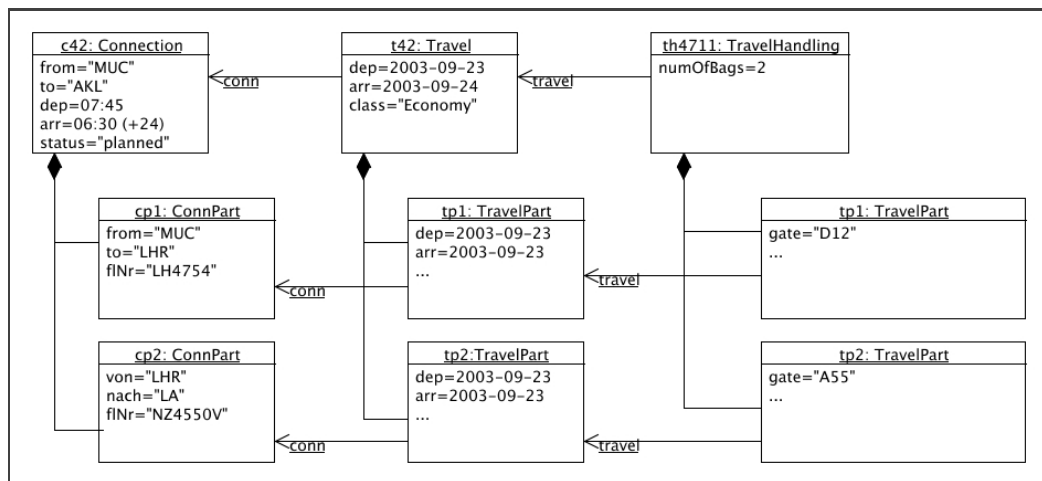 c42: Connection
from="MUC"
to="AKL"
dep=07:45
arr=06:30 (+24)
status="planned"
conn
t42: Travel
dep=2003-09-23
arr=2003-09-24
class="Economy"
travel
th4711: TravelHandling
numOfBags=2
cp1: ConnPart
from="MUC"
to="LHR"
flNr="LH4754"
conn
tp1: TravelPart
dep=2003-09-23
arr=2003-09-23
...
travel
tp1: TravelPart
gate="D12"
...
cp2: ConnPart
von="LHR"
nach="LA"
flNr="NZ4550V"
conn
tp2:TravelPart
dep=2003-09-23
arr=2003-09-23
...
travel
tp2: TravelPart
gate="A55"
...